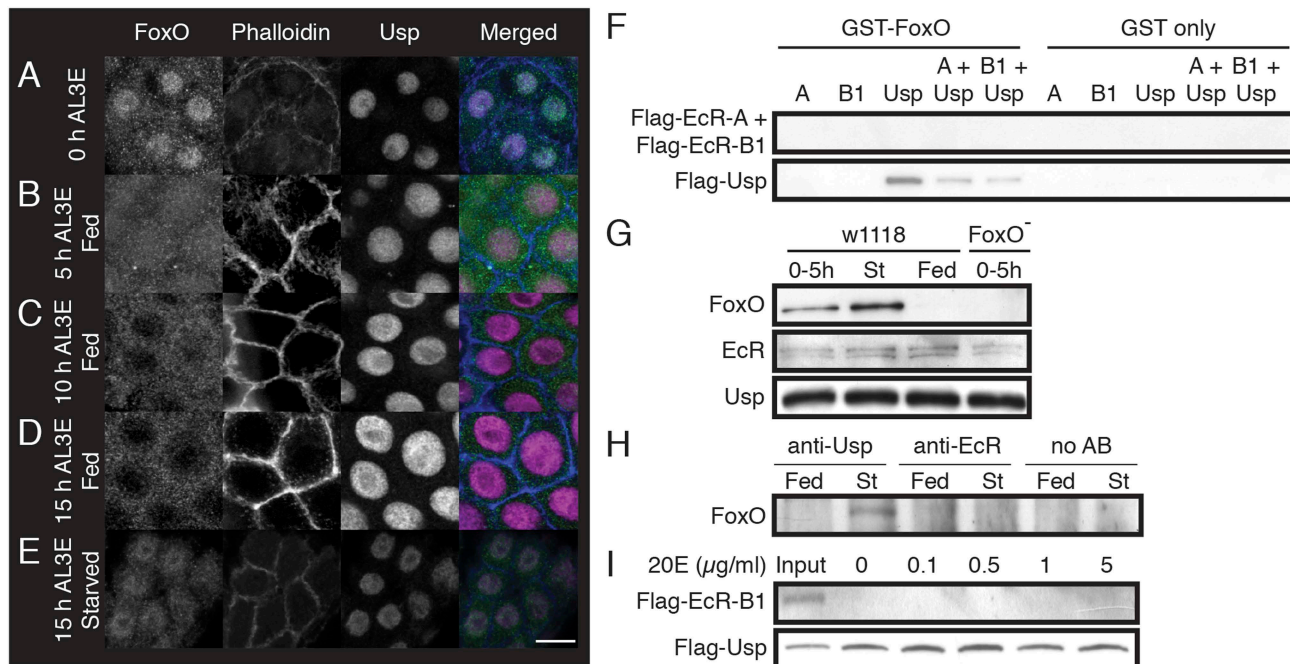 FoxO Phalloidin Usp Merged
A 0 h AL3E
B 5 h AL3E
Fed
C 10 h AL3E
Fed
D 15 h AL3E
Fed
E 15 h AL3E
Starved
F
GST-FoxO GST only
A B1 Usp A + Usp B1 + Usp A B1 Usp A + Usp B1 + Usp
Flag-EcR-A +
Flag-EcR-B1
Flag-Usp
G
w1118 FoxO⁻
0-5h St Fed 0-5h
FoxO
EcR
Usp
H
anti-Usp anti-EcR no AB
Fed St Fed St Fed St
FoxO
I
20E (µg/ml) Input 0 0.1 0.5 1 5
Flag-EcR-B1
Flag-Usp